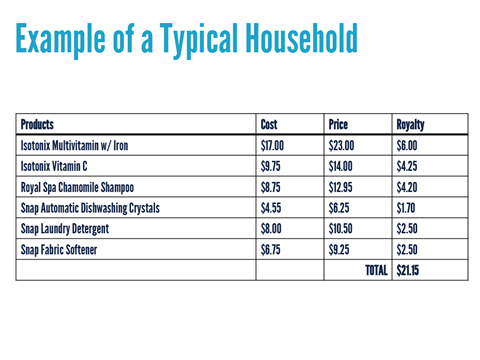 Example of a Typical Household
Products Cost Price Royalty
Isotonix Multivitamin w/ Iron $17.00 $23.00 $6.00
Isotonix Vitamin C $9.75 $14.00 $4.25
Royal Spa Chamomile Shampoo $8.75 $12.95 $4.20
Snap Automatic Dishwashing Crystals $4.55 $6.25 $1.70
Snap Laundry Detergent $8.00 $10.50 $2.50
Snap Fabric Softener $6.75 $9.25 $2.50
TOTAL $21.15